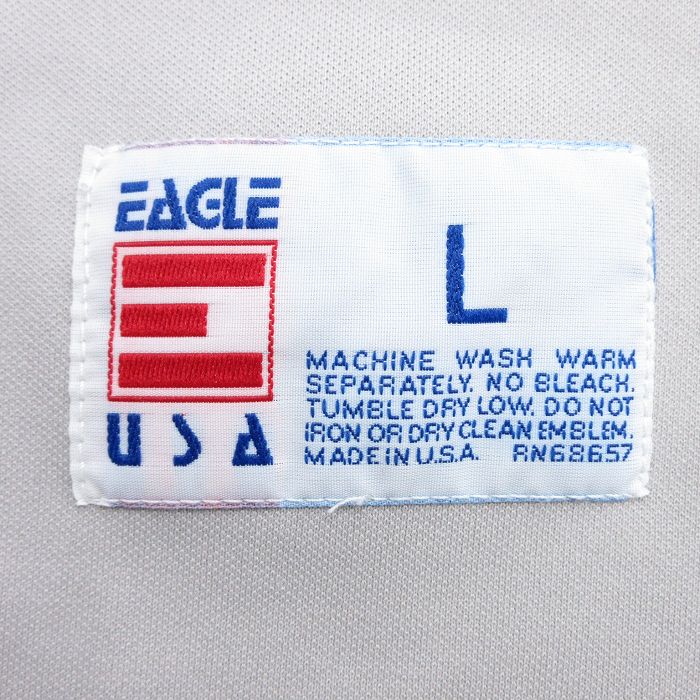 EAGLE
E
USA
L
MACHINE WASH WARM
SEPARATELY. NO BLEACH.
TUMBLE DRY LOW. DO NOT
IRON OR DRY CLEAN EMBLEM.
MADE IN U.S.A. RN68657